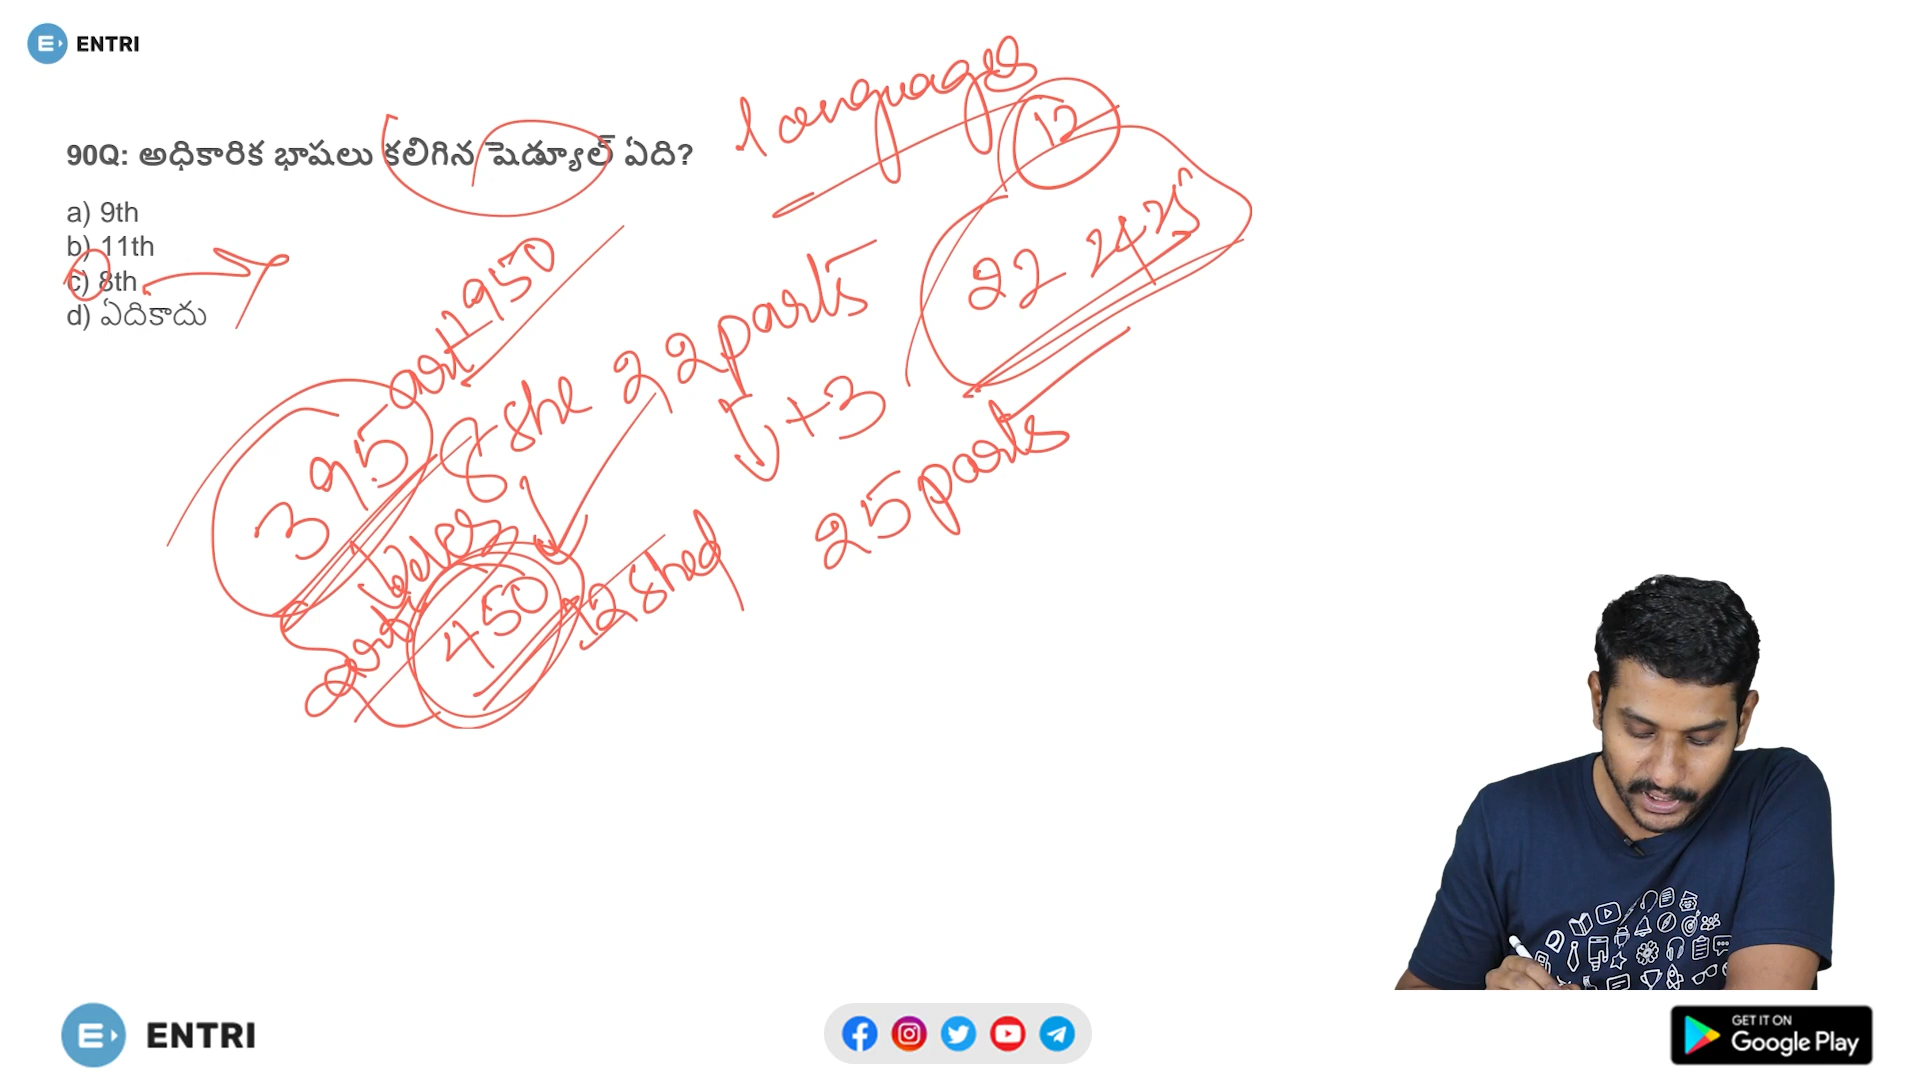 ENTRI
90Q: అధికారిక భాషలు కలిగిన షెడ్యూల్ ఏది?
a) 9th
b) 11th
c) 8th
d) ఏదికాదు
languages
12
22 24
1950
395 art
8 she 22 parts
+3
25 parts
450
12 shed
ENTRI
GET IT ON
Google Play